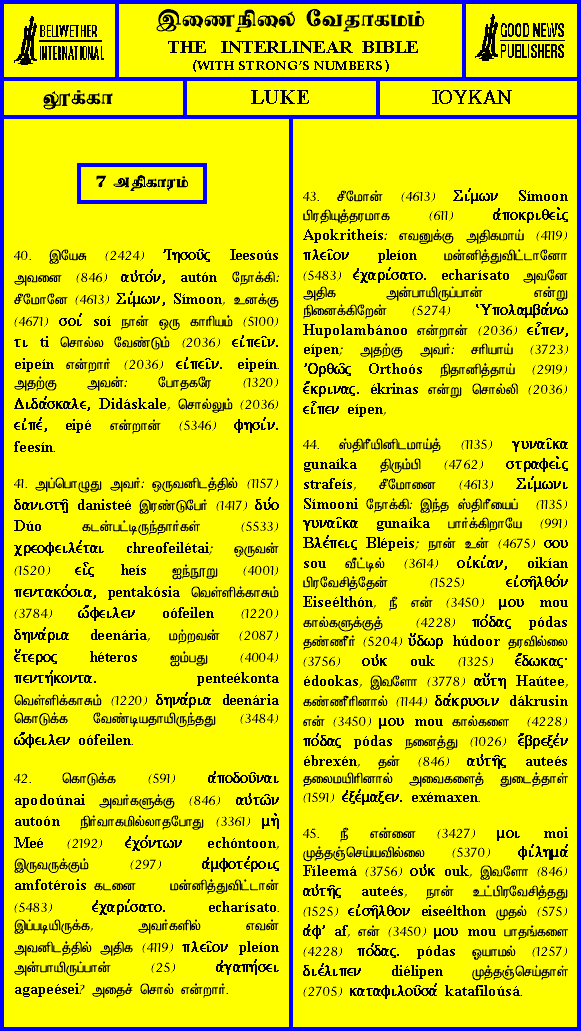 BELLWETHER
INTERNATIONAL
இணைநிலை வேதாகமம்
THE INTERLINEAR BIBLE
(WITH STRONG'S NUMBERS)
GOOD NEWS
PUBLISHERS
லூக்கா
LUKE
ΙΟΥΚΑΝ
7 அதிகாரம்
40. இயேசு (2424) Ἰησοῦς Ieesoús
அவனை (846) αὐτόν, autón நோக்கி:
சீமோனே (4613) Σίμων, Símoon, உனக்கு
(4671) σοί soí நான் ஒரு காரியம் (5100)
τι ti சொல்ல வேண்டும் (2036) εἰπεῖν.
eipeín என்றார் (2036) εἰπεῖν. eipeín.
அதற்கு அவன்: போதகரே (1320)
Διδάσκαλε, Didáskale, சொல்லும் (2036)
εἰπέ, eipé என்றான் (5346) φησίν.
feesín.
41. அப்பொழுது அவர்: ஒருவனிடத்தில் (1157)
δανιστῇ danisteé இரண்டுபேர் (1417) δύο
Dúo கடன்பட்டிருந்தார்கள் (5533)
χρεοφειλέται chreofeilétai; ஒருவன்
(1520) εἷς heís ஐந்நூறு (4001)
πεντακόσια, pentakósia வெள்ளிக்காசும்
(3784) ὤφειλεν oófeilen (1220)
δηνάρια deenária, மற்றவன் (2087)
ἕτερος héteros ஐம்பது (4004)
πεντήκοντα. penteékonta
வெள்ளிக்காசும் (1220) δηνάρια deenária
கொடுக்க வேண்டியதாயிருந்தது (3484)
ὤφειλεν oófeilen.
42. கொடுக்க (591) ἀποδοῦναι
apodoúnai அவர்களுக்கு (846) αὐτῶν
autoón நிர்வாகமில்லாதபோது (3361) μὴ
Meé (2192) ἐχόντων echóntoon,
இருவருக்கும் (297) ἀμφοτέροις
amfotérois கடனை மன்னித்துவிட்டான்
(5483) ἐχαρίσατο. echarísato.
இப்படியிருக்க, அவர்களில் எவன்
அவனிடத்தில் அதிக (4119) πλεῖον pleíon
அன்பாயிருப்பான் (25) ἀγαπήσει
agapeései? அதைச் சொல் என்றார்.
43. சீமோன் (4613) Σίμων Símoon
பிரதியுத்தரமாக (611) ἀποκριθεὶς
Apokritheís: எவனுக்கு அதிகமாய் (4119)
πλεῖον pleíon மன்னித்துவிட்டானோ
(5483) ἐχαρίσατο. echarísato அவனே
அதிக அன்பாயிருப்பான் என்று
நினைக்கிறேன் (5274) Ὑπολαμβάνω
Hupolambánoo என்றான் (2036) εἶπεν,
eípen; அதற்கு அவர்: சரியாய் (3723)
Ὀρθῶς Orthoós நிதானித்தாய் (2919)
ἔκρινας. ékrinas என்று சொல்லி (2036)
εἶπεν eípen,
44. ஸ்திரீயினிடமாய்த் (1135) γυναῖκα
gunaíka திரும்பி (4762) στραφεὶς
strafeís, சீமோனை (4613) Σίμωνι
Símooni நோக்கி: இந்த ஸ்திரீயைப் (1135)
γυναῖκα gunaíka பார்க்கிறாயே (991)
Βλέπεις Blépeis; நான் உன் (4675) σου
sou வீட்டில் (3614) οἰκίαν, oikían
பிரவேசித்தேன் (1525) εἰσῆλθόν
Eiseélthón, நீ என் (3450) μου mou
கால்களுக்குத் (4228) πόδας pódas
தண்ணீர் (5204) ὕδωρ húdoor தரவில்லை
(3756) οὐκ ouk (1325) ἔδωκας·
édookas, இவளோ (3778) αὕτη Haútee,
கண்ணீரினால் (1144) δάκρυσιν dákrusin
என் (3450) μου mou கால்களை (4228)
πόδας pódas நனைத்து (1026) ἔβρεξέν
ébrexén, தன் (846) αὐτῆς auteés
தலைமயிரினால் அவைகளைத் துடைத்தாள்
(1591) ἐξέμαξεν. exémaxen.
45. நீ என்னை (3427) μοι moi
முத்தஞ்செய்யவில்லை (5370) φίλημά
Fíleemá (3756) οὐκ ouk, இவளோ (846)
αὐτῆς auteés, நான் உட்பிரவேசித்தது
(1525) εἰσῆλθον eiseélthon முதல் (575)
ἀφ' af, என் (3450) μου mou பாதங்களை
(4228) πόδας. pódas ஓயாமல் (1257)
διέλιπεν diélipen முத்தஞ்செய்தாள்
(2705) καταφιλοῦσά katafiloúsá.